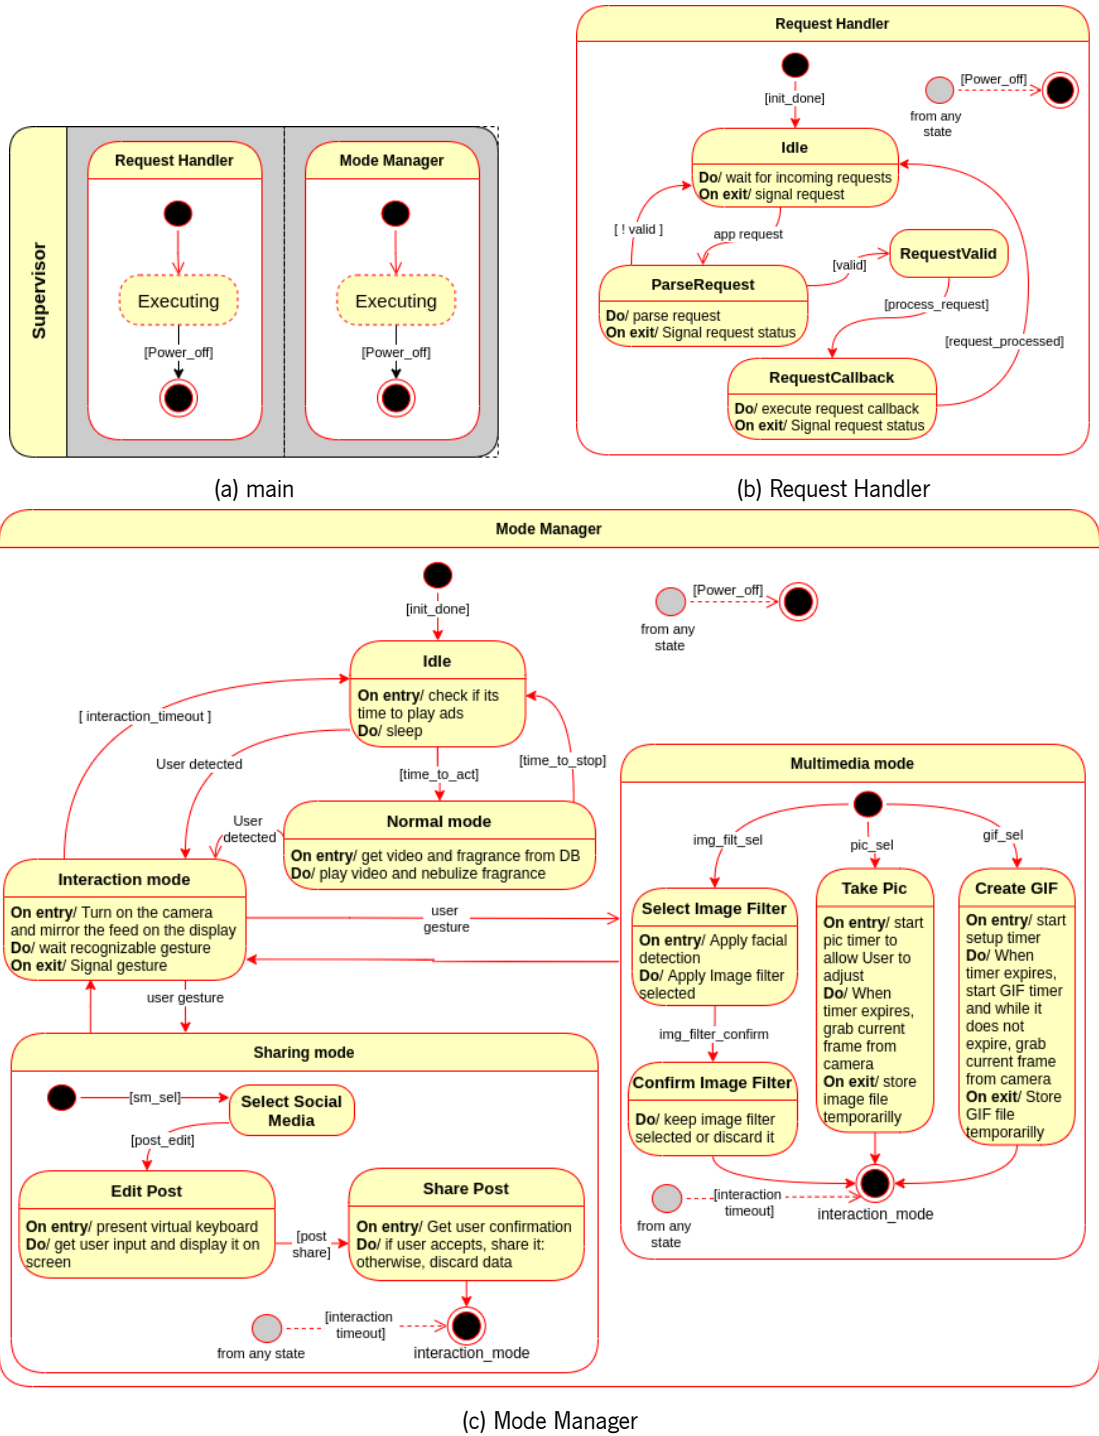 Supervisor
Request Handler
Executing
[Power_off]
Mode Manager
Executing
[Power_off]
(a) main
Request Handler
[init_done]
[Power_off]
from any
state
Idle
Do/ wait for incoming requests
On exit/ signal request
[ ! valid ]
app request
ParseRequest
Do/ parse request
On exit/ Signal request status
[valid]
RequestValid
[process_request]
[request_processed]
RequestCallback
Do/ execute request callback
On exit/ Signal request status
(b) Request Handler
Mode Manager
[init_done]
[Power_off]
from any
state
Idle
On entry/ check if its
time to play ads
Do/ sleep
[ interaction_timeout ]
User detected
[time_to_act]
[time_to_stop]
User
detected
Normal mode
On entry/ get video and fragrance from DB
Do/ play video and nebulize fragrance
Interaction mode
On entry/ Turn on the camera
and mirror the feed on the display
Do/ wait recognizable gesture
On exit/ Signal gesture
user
gesture
user gesture
Multimedia mode
img_filt_sel
pic_sel
gif_sel
Select Image Filter
On entry/ Apply facial
detection
Do/ Apply Image filter
selected
img_filter_confirm
Confirm Image Filter
Do/ keep image filter
selected or discard it
Take Pic
On entry/ start
pic timer to
allow User to
adjust
Do/ When
timer expires,
grab current
frame from
camera
On exit/ store
image file
temporarilly
Create GIF
On entry/ start
setup timer
Do/ When
timer expires,
start GIF timer
and while it
does not
expire, grab
current frame
from camera
On exit/ Store
GIF file
temporarilly
[interaction
timeout]
from any
state
interaction_mode
Sharing mode
[sm_sel]
Select Social
Media
[post_edit]
Edit Post
On entry/ present virtual keyboard
Do/ get user input and display it on
screen
[post
share]
Share Post
On entry/ Get user confirmation
Do/ if user accepts, share it:
otherwise, discard data
[interaction
timeout]
from any state
interaction_mode
(c) Mode Manager